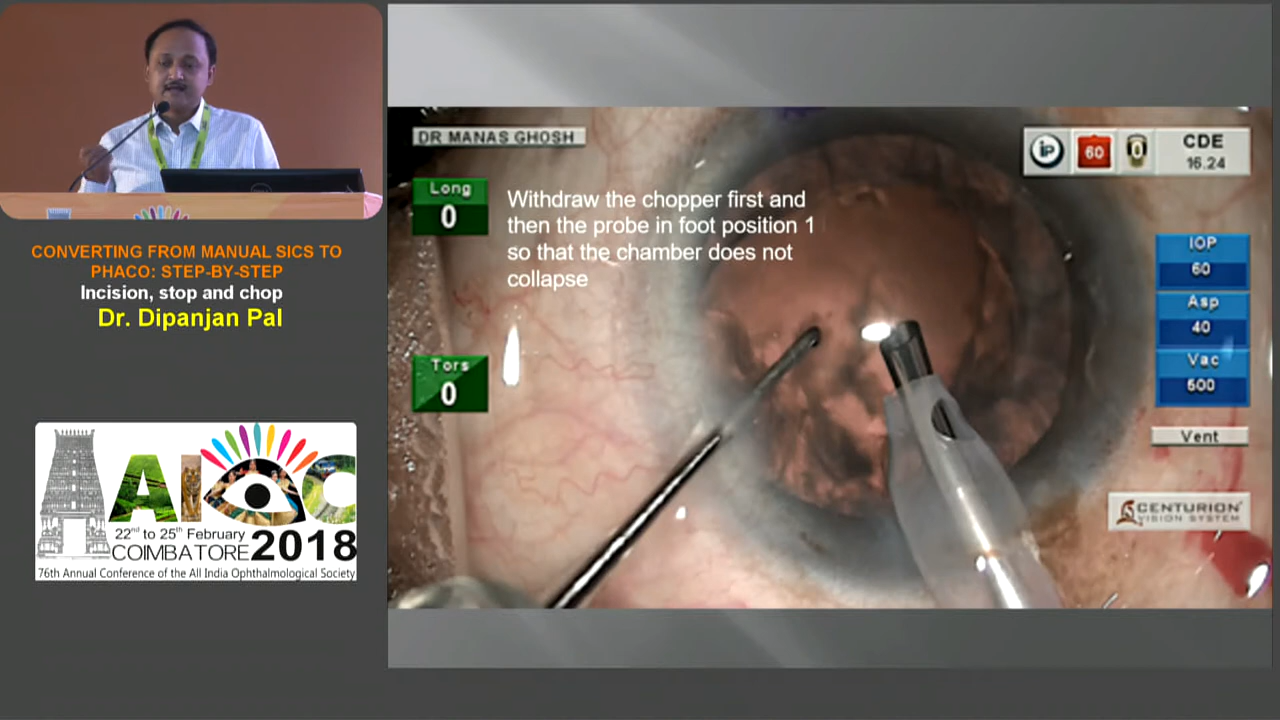 CONVERTING FROM MANUAL SICS TO
PHACO: STEP-BY-STEP
Incision, stop and chop
Dr. Dipanjan Pal
AIOC
22nd to 25th February
COIMBATORE 2018
76th Annual Conference of the All India Ophthalmological Society
DR MANAS GHOSH
Long
0
Withdraw the chopper first and
then the probe in foot position 1
so that the chamber does not
collapse
Tors
0
iP
60
0
CDE
16.24
IOP
60
Asp
40
Vac
600
Vent
CENTURION
VISION SYSTEM